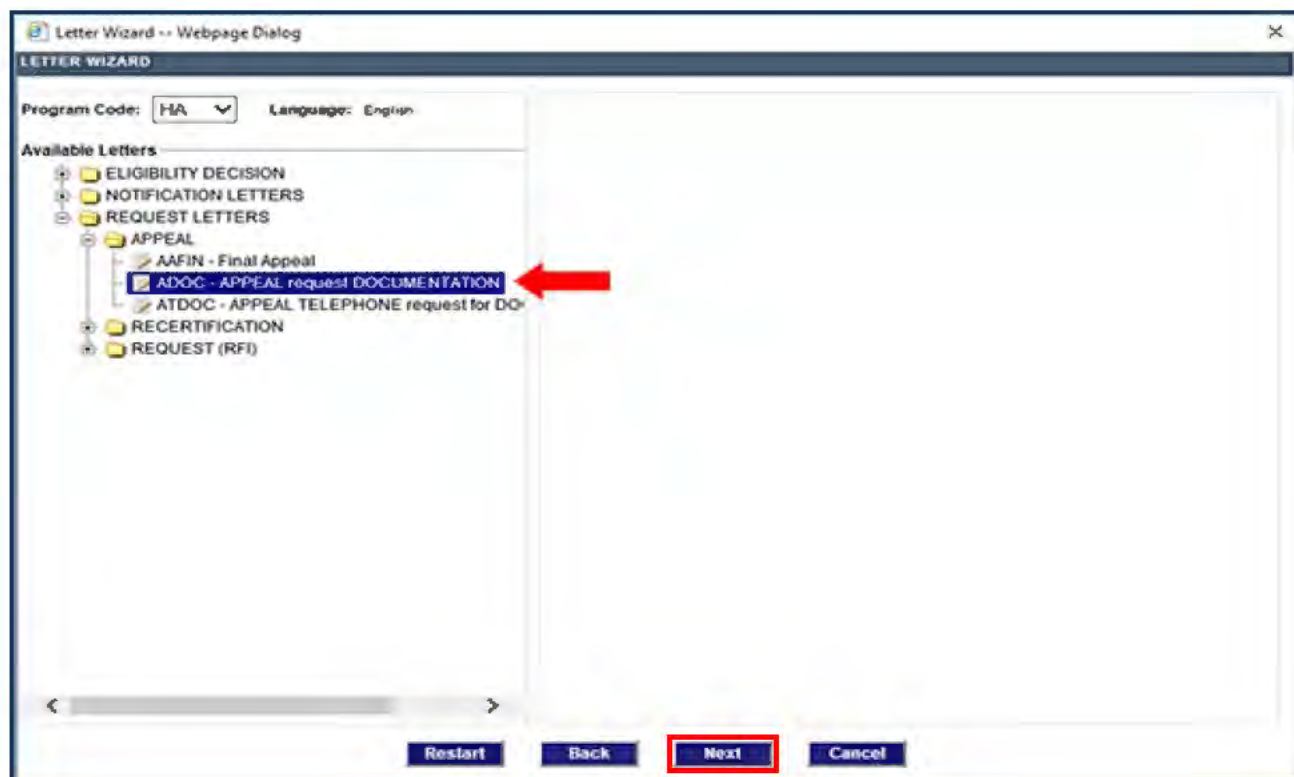 Letter Wizard -- Webpage Dialog
LETTER WIZARD
Program Code: HA Language: English
Available Letters
ELIGIBILITY DECISION
NOTIFICATION LETTERS
REQUEST LETTERS
APPEAL
AAFIN - Final Appeal
ADOC - APPEAL request DOCUMENTATION
ATDOC - APPEAL TELEPHONE request for DO
RECERTIFICATION
REQUEST (RFI)
Restart Back Next Cancel